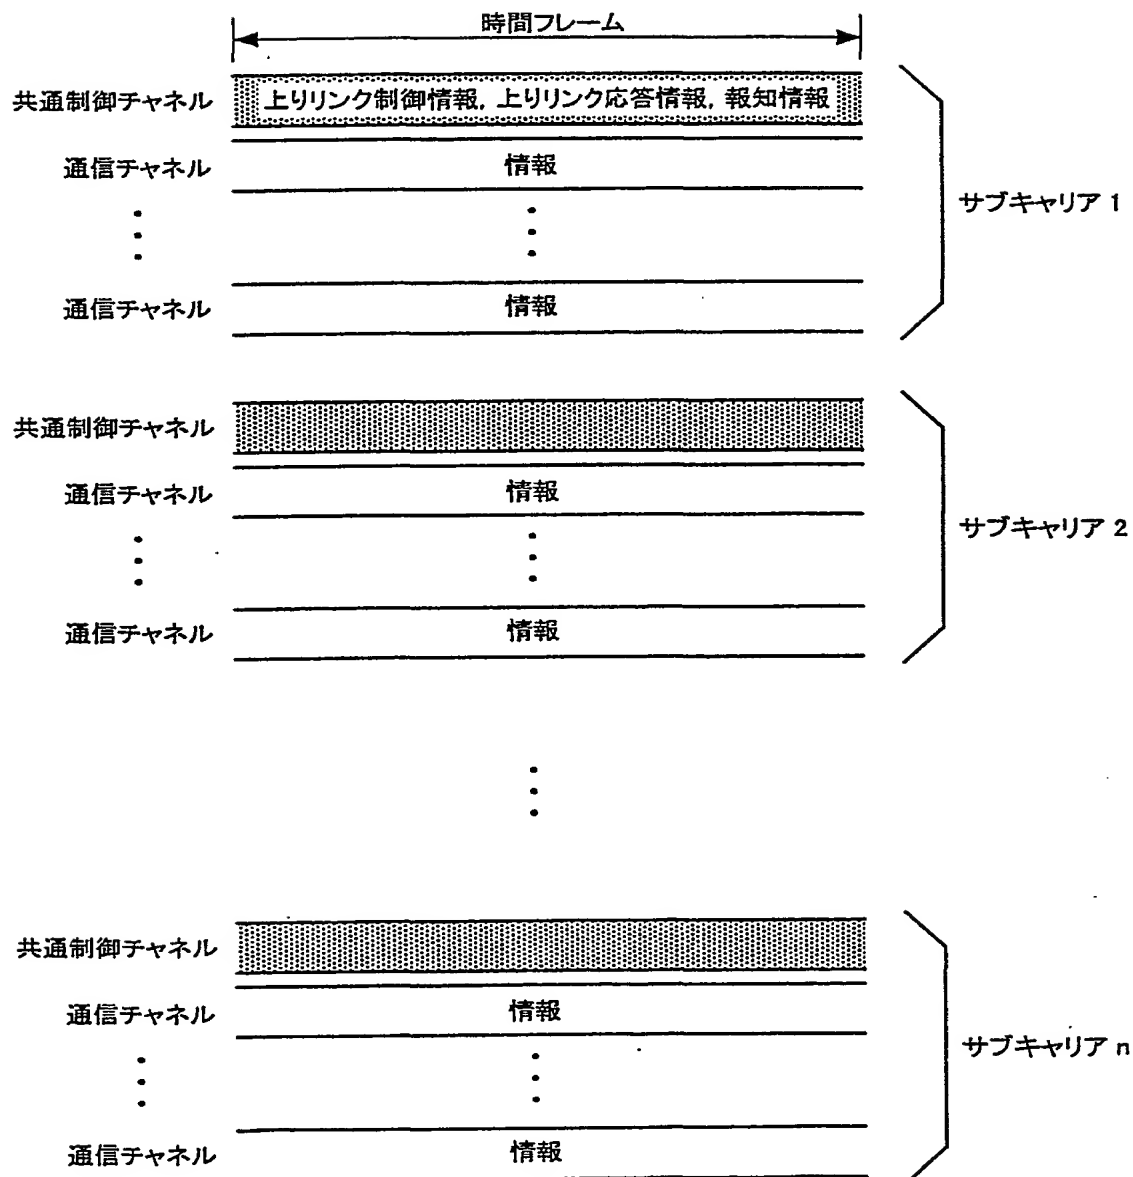 時間フレーム
共通制御チャネル
上りリンク制御情報, 上りリンク応答情報, 報知情報
通信チャネル
情報
サブキャリア 1
通信チャネル
情報
共通制御チャネル
通信チャネル
情報
サブキャリア 2
通信チャネル
情報
共通制御チャネル
通信チャネル
情報
サブキャリア n
通信チャネル
情報